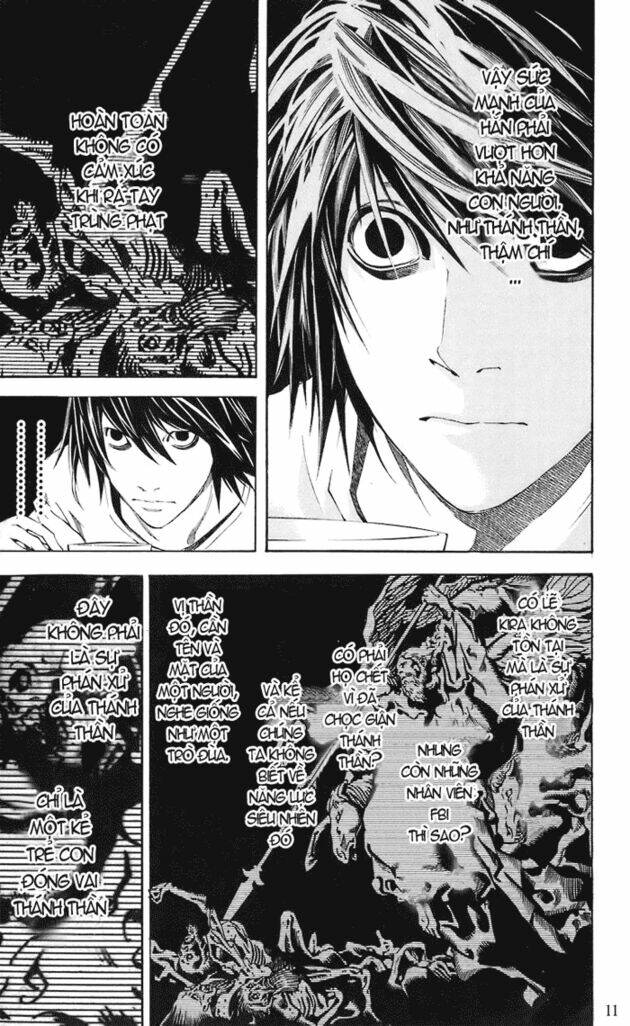 VẬY SỨC
MẠNH CỦA
HẮN PHẢI
VƯỢT HƠN
KHẢ NĂNG
CON NGƯỜI,
NHƯ THÁNH THẦN,
THẬM CHÍ
...
HOÀN TOÀN
KHÔNG CÓ
CẢM XÚC
KHI RA TAY
TRỪNG PHẠT
CÓ LẼ
KIRA KHÔNG
TỒN TẠI
MÀ LÀ SỰ
PHÁN XỬ
CỦA THÁNH
THẦN
NHƯNG
CÒN NHỮNG
NHÂN VIÊN
FBI
THÌ SAO?
CÓ PHẢI
HỌ CHẾT
VÌ ĐÃ
CHỌC GIẬN
THÁNH
THẦN?
VÀ KỂ
CẢ NẾU
CHÚNG
TA KHÔNG
BIẾT VỀ
NĂNG LỰC
SIÊU NHIÊN
ĐÓ
VỊ THẦN
ĐÓ, CẦN
TÊN VÀ
MẶT CỦA
MỘT NGƯỜI,
NGHE GIỐNG
NHƯ MỘT
TRÒ ĐÙA.
ĐÂY
KHÔNG PHẢI
LÀ SỰ
PHÁN XỬ
CỦA THÁNH
THẦN
CHỈ LÀ
MỘT KẺ
TRẺ CON
ĐÓNG VAI
THÁNH THẦN
11